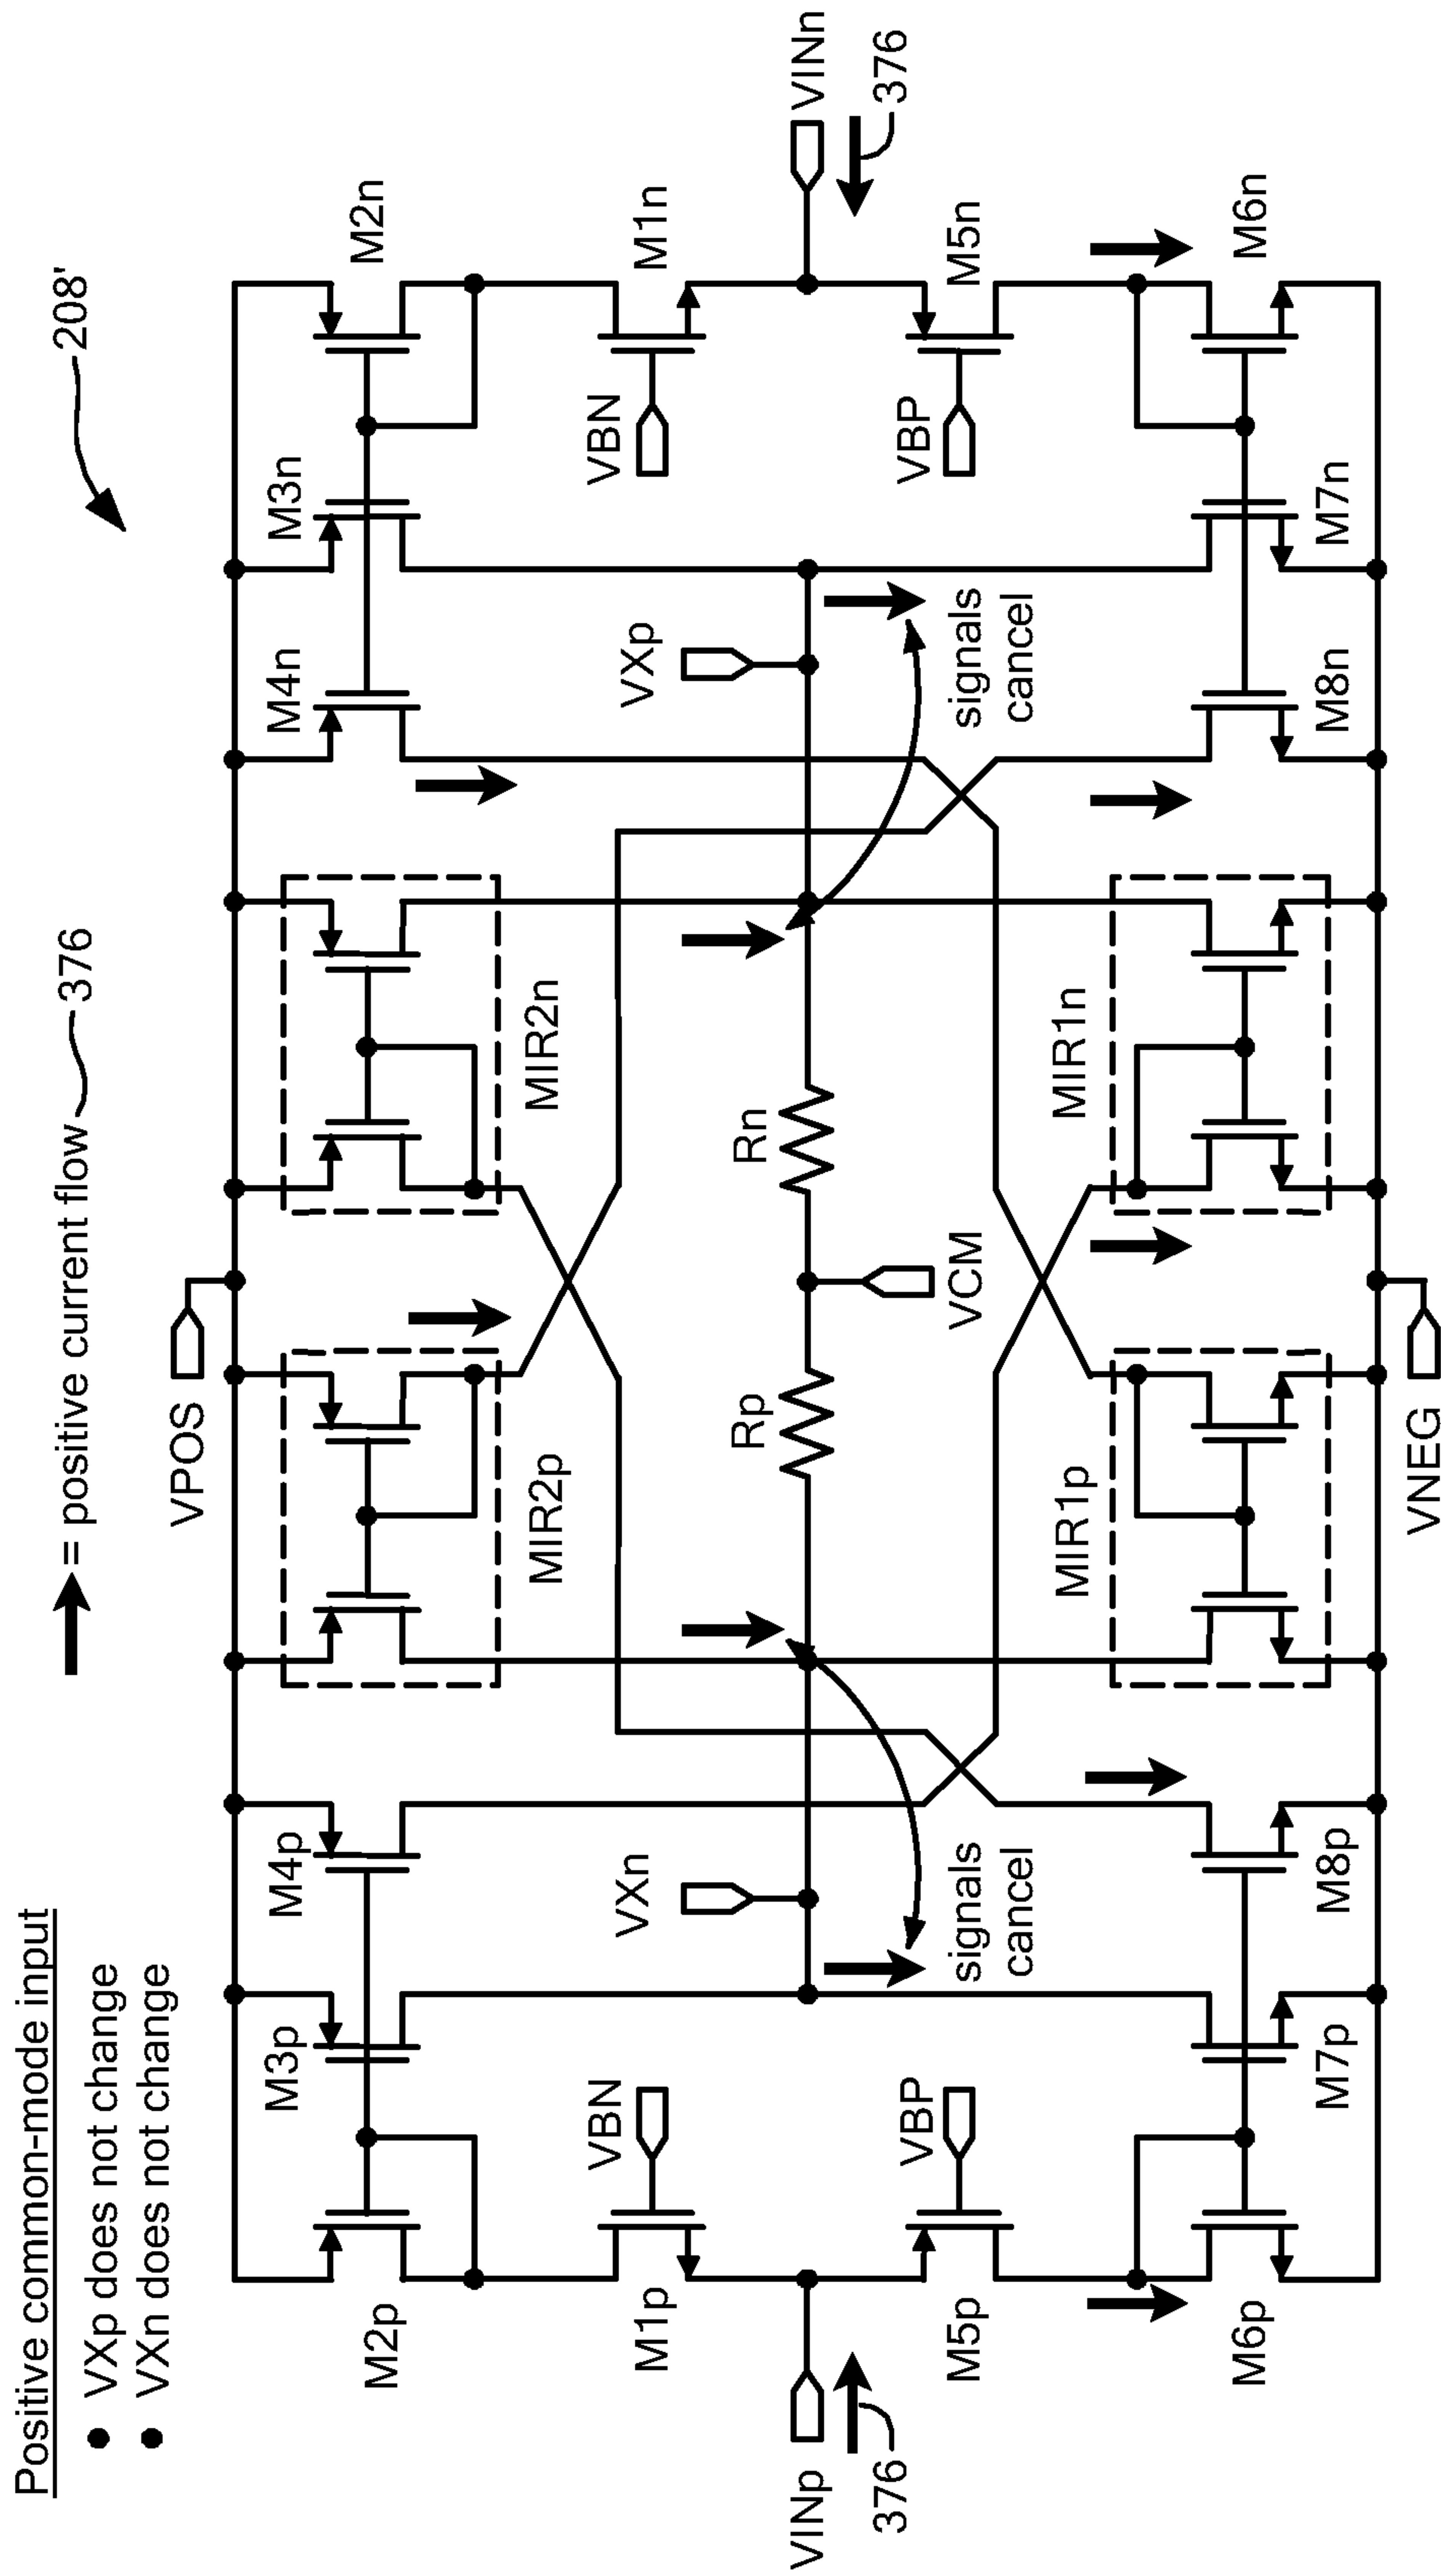 Positive common-mode input
• VXp does not change
• VXn does not change
= positive current flow
376
208'
VPOS
M2p
M3p
M4p
MIR2p
MIR2n
M4n
M3n
M2n
VBN
VBN
M1p
VXn
Rp
Rn
VXp
M1n
VINp
376
VCM
VINn
376
VBP
VBP
M5p
signals
cancel
signals
cancel
M5n
MIR1p
MIR1n
M6p
M7p
M8p
M8n
M7n
M6n
VNEG